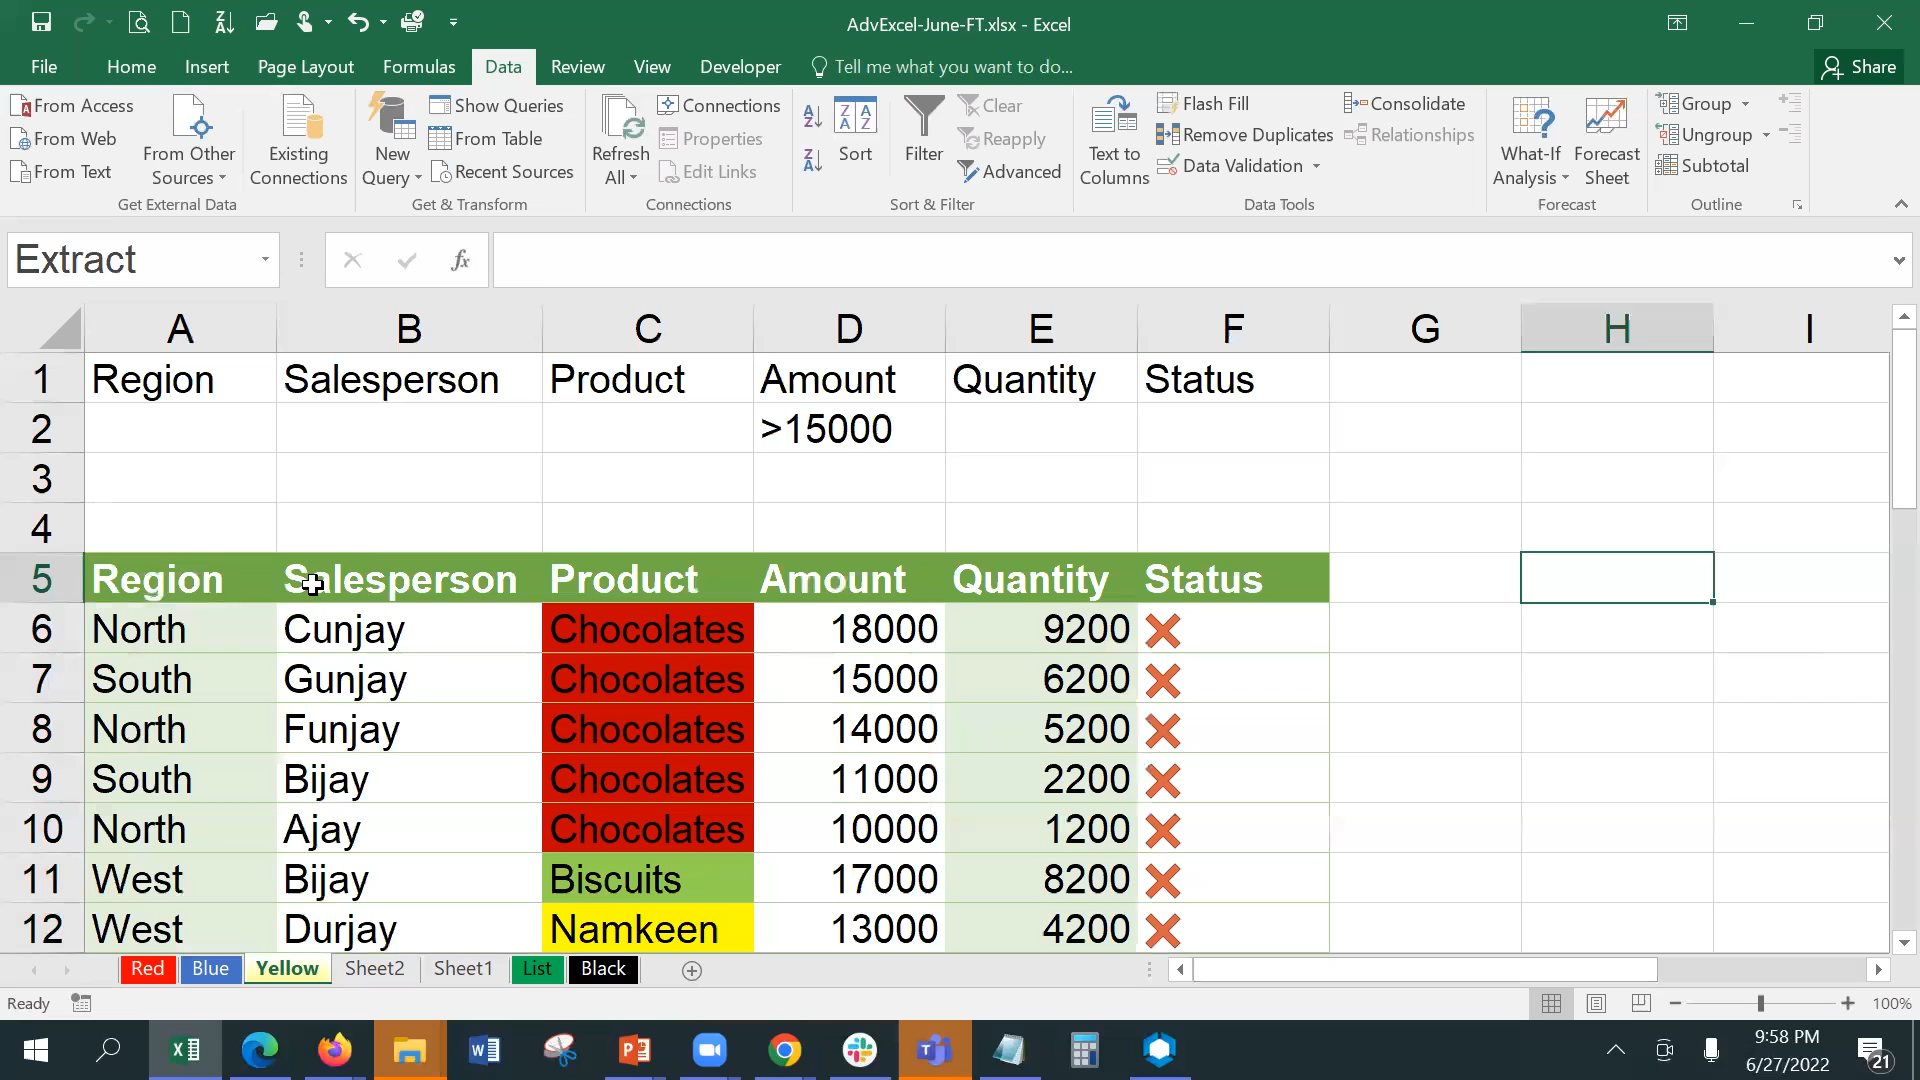 AdvExcel-June-FT.xlsx - Excel
File Home Insert Page Layout Formulas Data Review View Developer Tell me what you want to do... Share
From Access
From Web
From Text
From Other Sources
Existing Connections
Get External Data
New Query
Show Queries
From Table
Recent Sources
Get & Transform
Refresh All
Connections
Properties
Edit Links
Connections
Sort
Filter
Clear
Reapply
Advanced
Sort & Filter
Text to Columns
Flash Fill
Remove Duplicates
Data Validation
Consolidate
Relationships
Data Tools
What-If Analysis
Forecast Sheet
Forecast
Group
Ungroup
Subtotal
Outline
Extract fx
A B C D E F G H I
1 Region Salesperson Product Amount Quantity Status
2 >15000
3
4
5 Region Salesperson Product Amount Quantity Status
6 North Cunjay Chocolates 18000 9200
7 South Gunjay Chocolates 15000 6200
8 North Funjay Chocolates 14000 5200
9 South Bijay Chocolates 11000 2200
10 North Ajay Chocolates 10000 1200
11 West Bijay Biscuits 17000 8200
12 West Durjay Namkeen 13000 4200
Red Blue Yellow Sheet2 Sheet1 List Black
Ready 100%
9:58 PM
6/27/2022
21